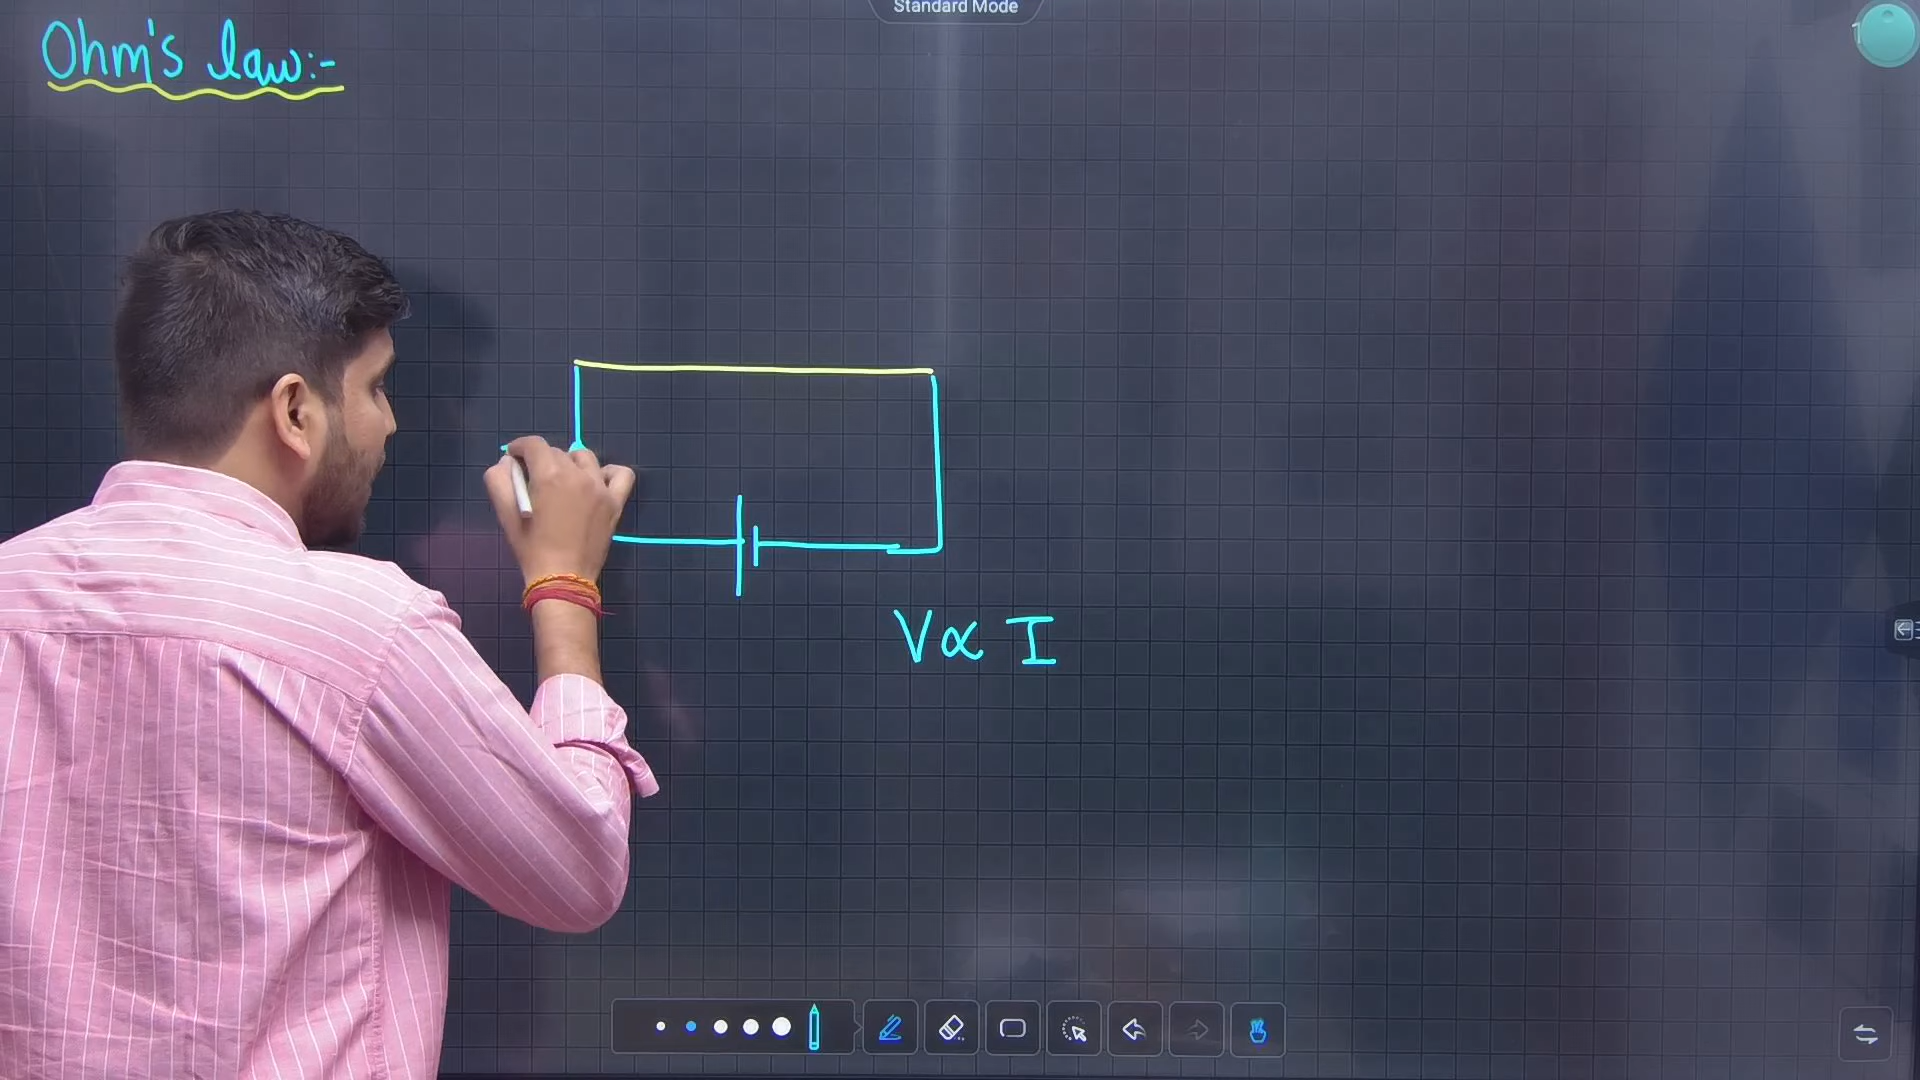 Standard Mode
Ohm's law:-
V∝ I